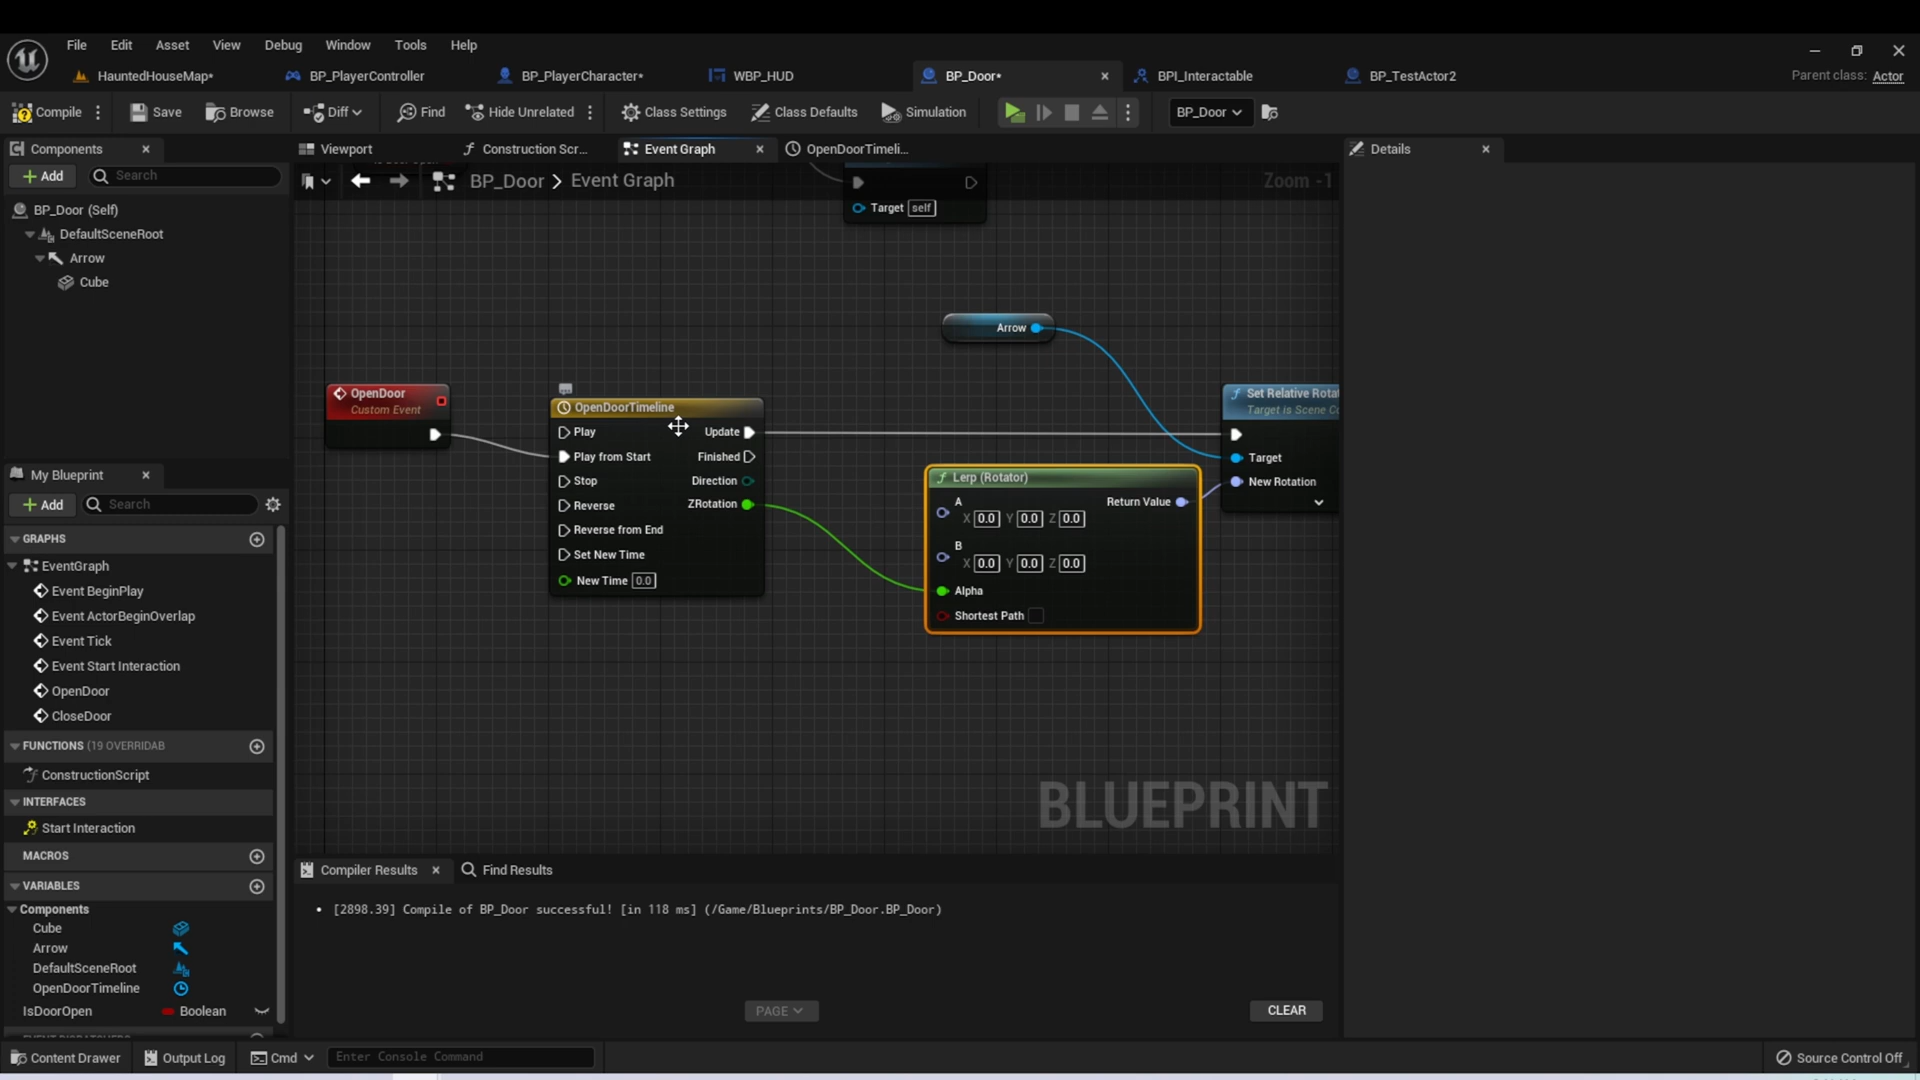 File Edit Asset View Debug Window Tools Help
HaunedHouseMap* BP_PlayerController BP_PlayerCharacter* WBP_HUD BP_Door* BPI_Interactable BP_TestActor2
Parent class: Actor
Compile Save Browse Diff Find Hide Unrelated Class Settings Class Defaults Simulation BP_Door
Components
Viewport Construction Scr... Event Graph OpenDoorTimeli... Details
Add Search
BP_Door > Event Graph
Zoom -1
BP_Door (Self)
DefaultSceneRoot
Arrow
Cube
Target self
Arrow
OpenDoor
Custom Event
OpenDoorTimeline
Play Update
Play from Start Finished
Stop Direction
Reverse ZRotation
Reverse from End
Set New Time
New Time 0.0
Lerp (Rotator)
A Return Value
X 0.0 Y 0.0 Z 0.0
B
X 0.0 Y 0.0 Z 0.0
Alpha
Shortest Path
Set Relative Rotat
Target is Scene Co
Target
New Rotation
My Blueprint
Add Search
GRAPHS
EventGraph
Event BeginPlay
Event ActorBeginOverlap
Event Tick
Event Start Interaction
OpenDoor
CloseDoor
FUNCTIONS (19 OVERRIDAB
ConstructionScript
INTERFACES
Start Interaction
MACROS
VARIABLES
Components
Cube
Arrow
DefaultSceneRoot
OpenDoorTimeline
IsDoorOpen Boolean
BLUEPRINT
Compiler Results Find Results
[2898.39] Compile of BP_Door successful! [in 118 ms] (/Game/Blueprints/BP_Door.BP_Door)
PAGE CLEAR
Content Drawer Output Log Cmd Enter Console Command Source Control Off